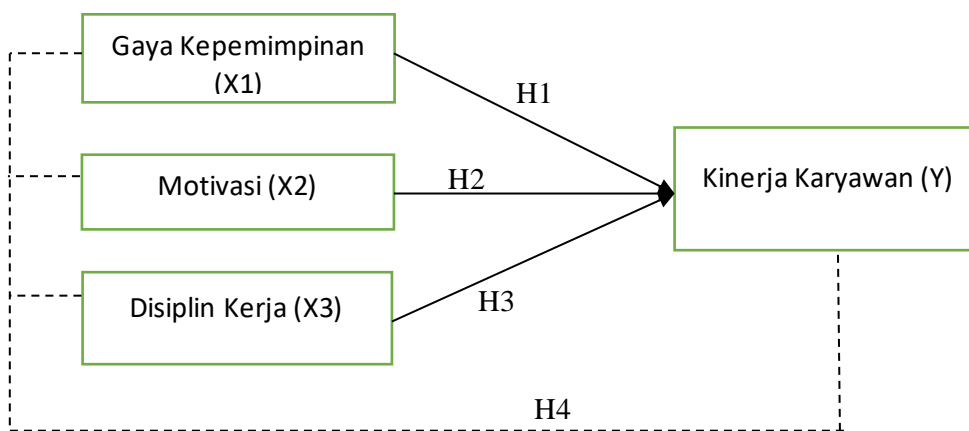 Gaya Kepemimpinan
(X1)
H1
Motivasi (X2)
H2
Kinerja Karyawan (Y)
Disiplin Kerja (X3)
H3
H4